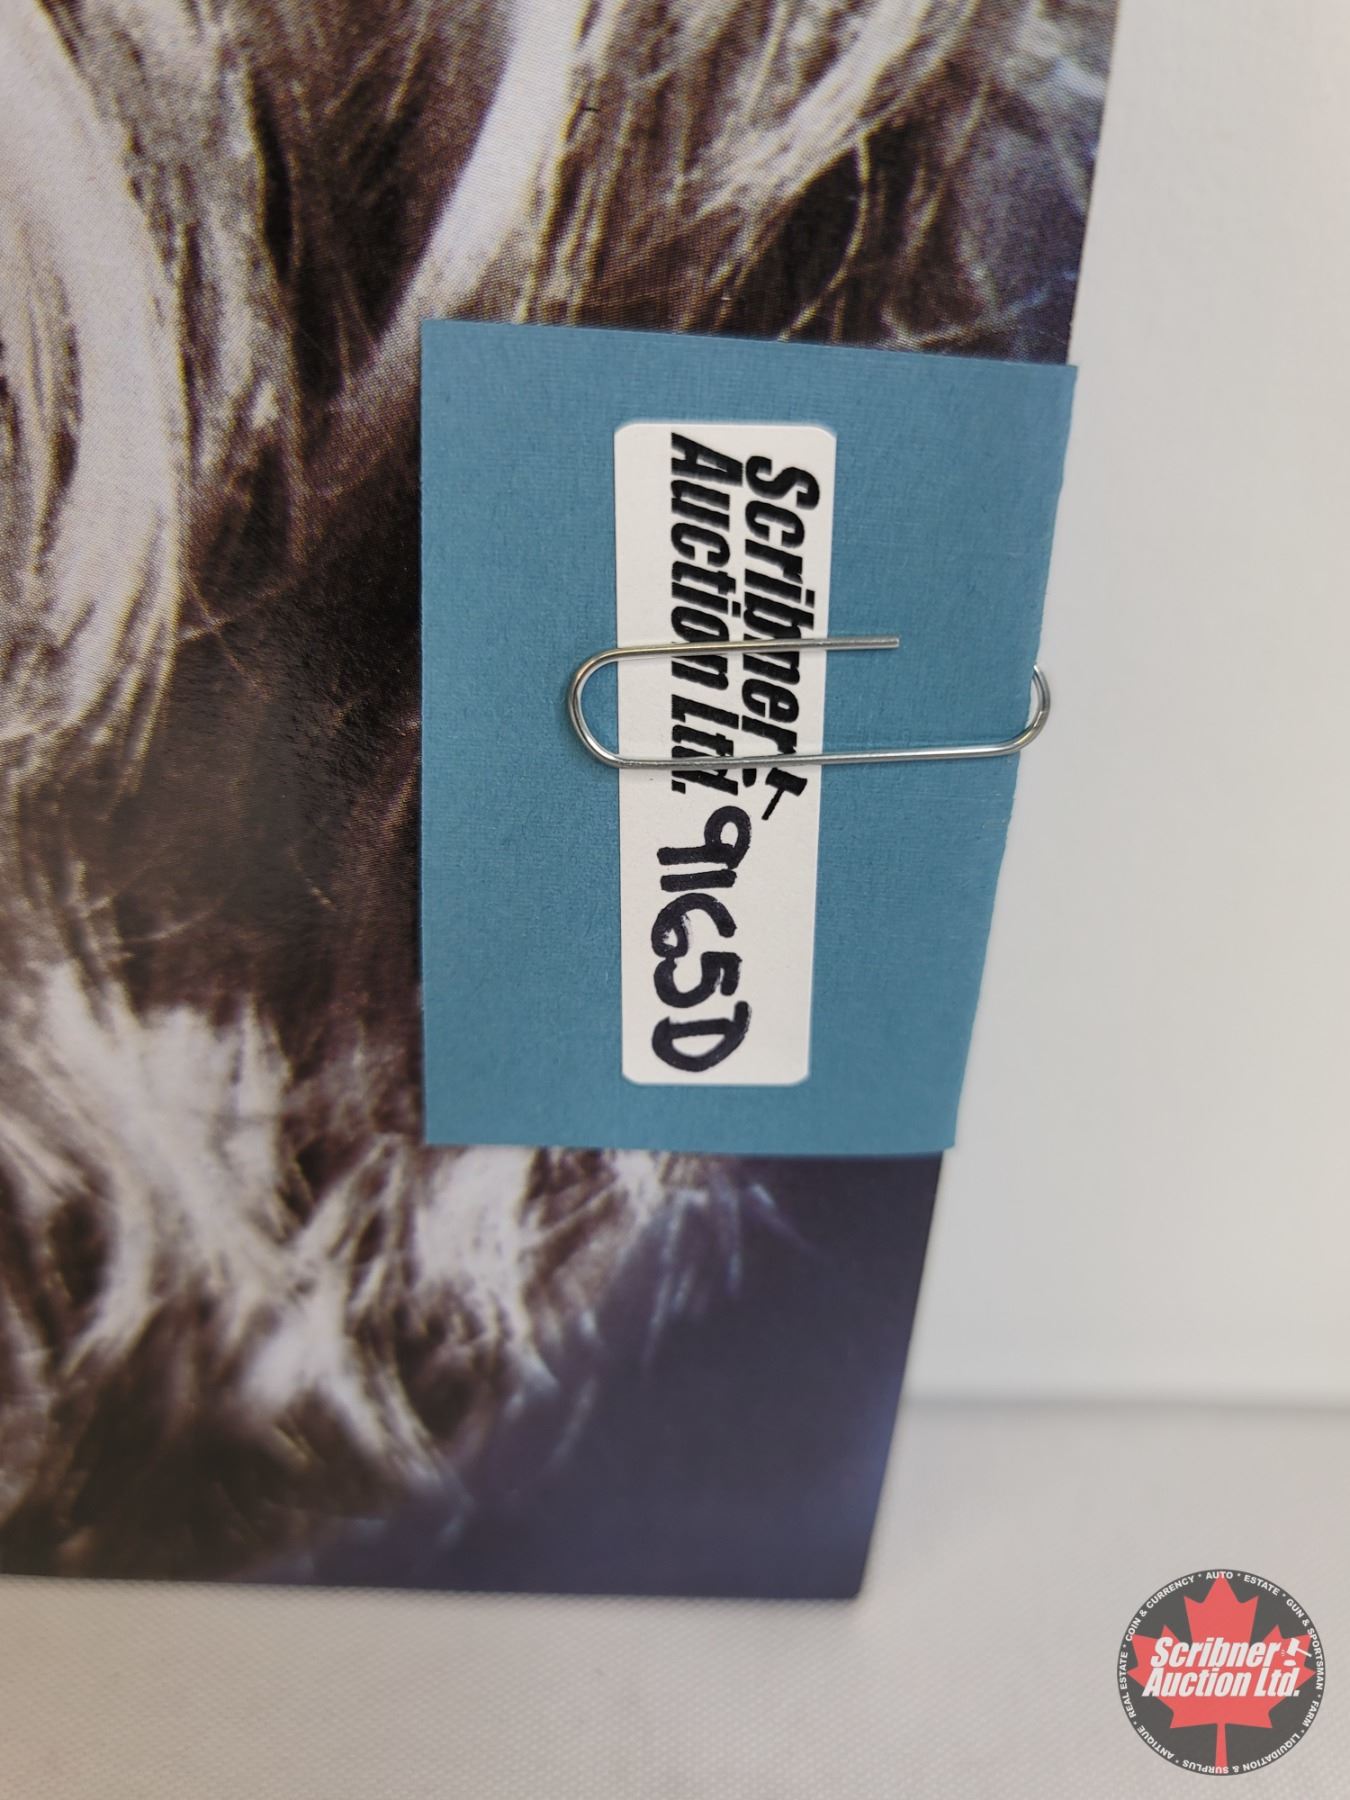 Scribner
Auction Ltd. 9165D
COIN & CURRENCY * AUTO * ESTATE * GUN & SPORTSMAN * FARM * LIQUIDATION & SURPLUS * ANTIQUE * REAL ESTATE *
Scribner
Auction Ltd.